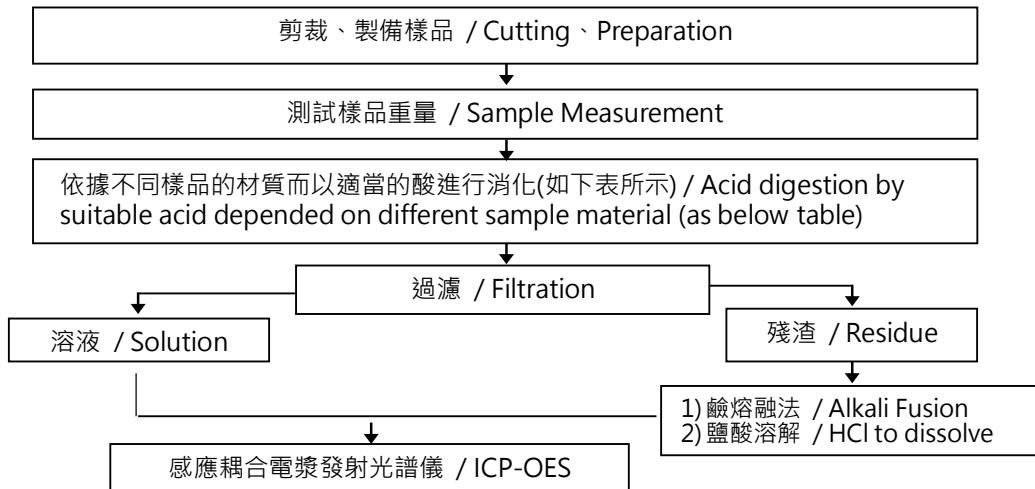 剪裁、製備樣品 / Cutting、Preparation
測試樣品重量 / Sample Measurement
依據不同樣品的材質而以適當的酸進行消化(如下表所示) / Acid digestion by
suitable acid depended on different sample material (as below table)
過濾 / Filtration
溶液 / Solution
殘渣 / Residue
1) 鹼熔融法 / Alkali Fusion
2) 鹽酸溶解 / HCl to dissolve
感應耦合電漿發射光譜儀 / ICP-OES